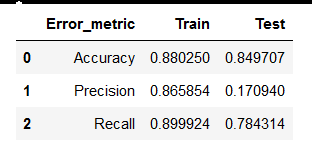 Error_metric Train Test
0 Accuracy 0.880250 0.849707
1 Precision 0.865854 0.170940
2 Recall 0.899924 0.784314